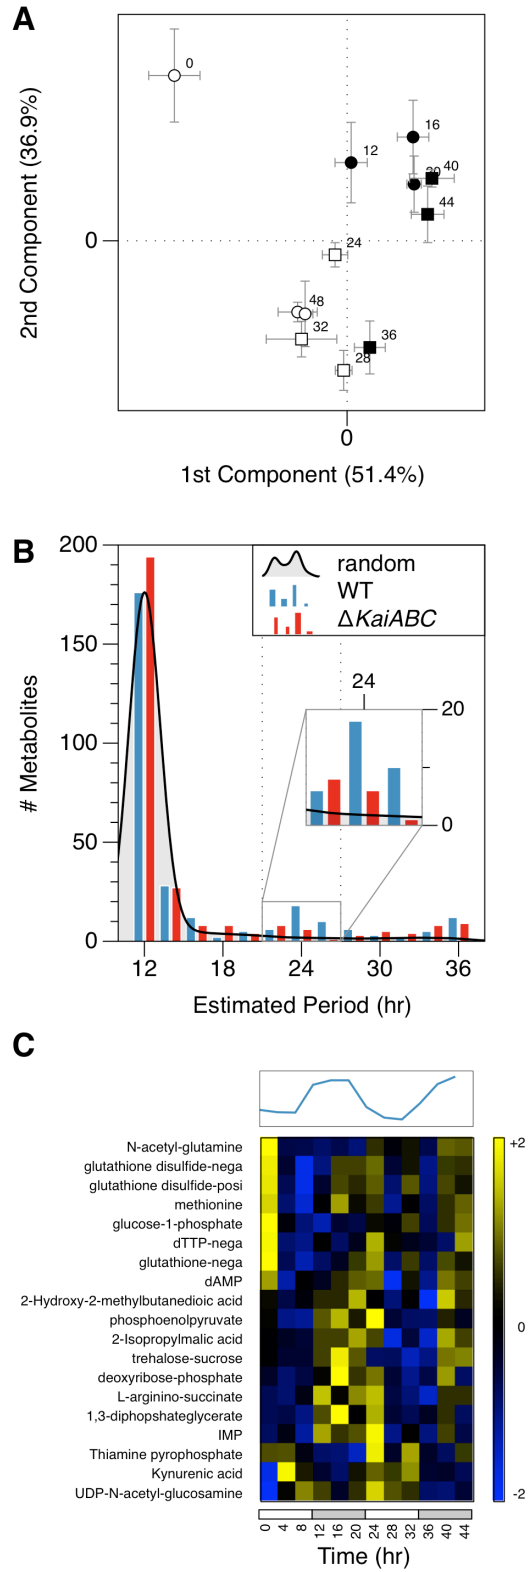 A
2nd Component (36.9%)
0
12
16
40
44
24
48
32
36
28
0
0
1st Component (51.4%)
B
# Metabolites
200
150
100
50
0
random
WT
ΔKaiABC
24
20
0
12
18
24
30
36
Estimated Period (hr)
C
N-acetyl-glutamine
glutathione disulfide-nega
glutathione disulfide-posi
methionine
glucose-1-phosphate
dTTP-nega
glutathione-nega
dAMP
2-Hydroxy-2-methylbutanedioic acid
phosphoenolpyruvate
2-Isopropylmalic acid
trehalose-sucrose
deoxyribose-phosphate
L-arginino-succinate
1,3-diphopshateglycerate
IMP
Thiamine pyrophosphate
Kynurenic acid
UDP-N-acetyl-glucosamine
+2
0
-2
0 4 8 12 16 20 24 28 32 36 40 44
Time (hr)